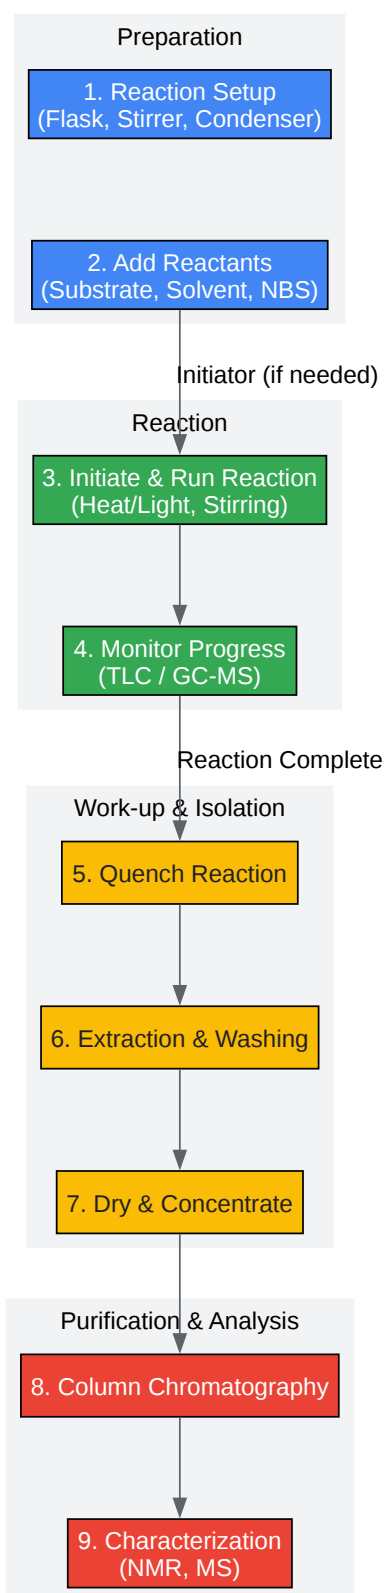 Preparation
1. Reaction Setup
(Flask, Stirrer, Condenser)
2. Add Reactants
(Substrate, Solvent, NBS)
Initiator (if needed)
Reaction
3. Initiate & Run Reaction
(Heat/Light, Stirring)
4. Monitor Progress
(TLC / GC-MS)
Reaction Complete
Work-up & Isolation
5. Quench Reaction
6. Extraction & Washing
7. Dry & Concentrate
Purification & Analysis
8. Column Chromatography
9. Characterization
(NMR, MS)